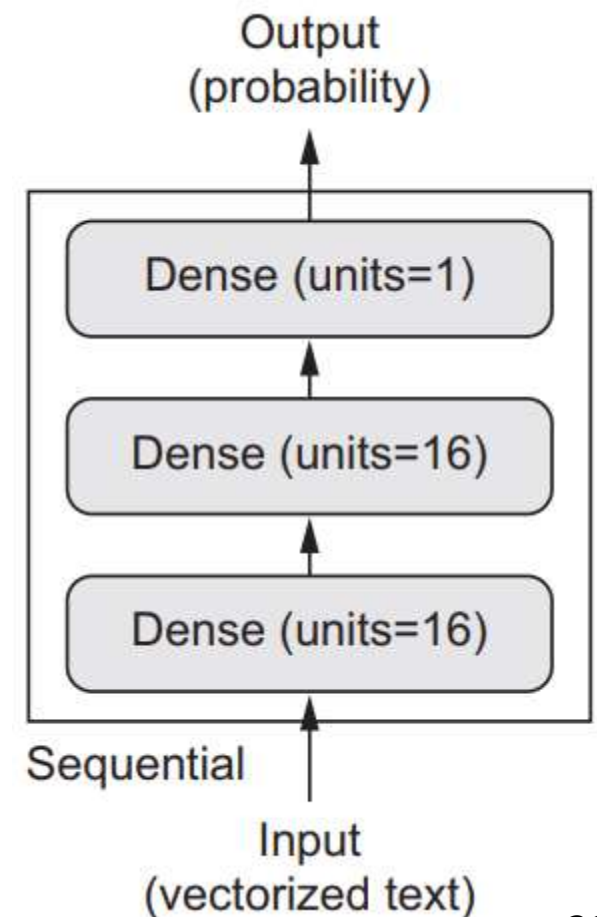 Output
(probability)
Dense (units=1)
Dense (units=16)
Dense (units=16)
Sequential
Input
(vectorized text)